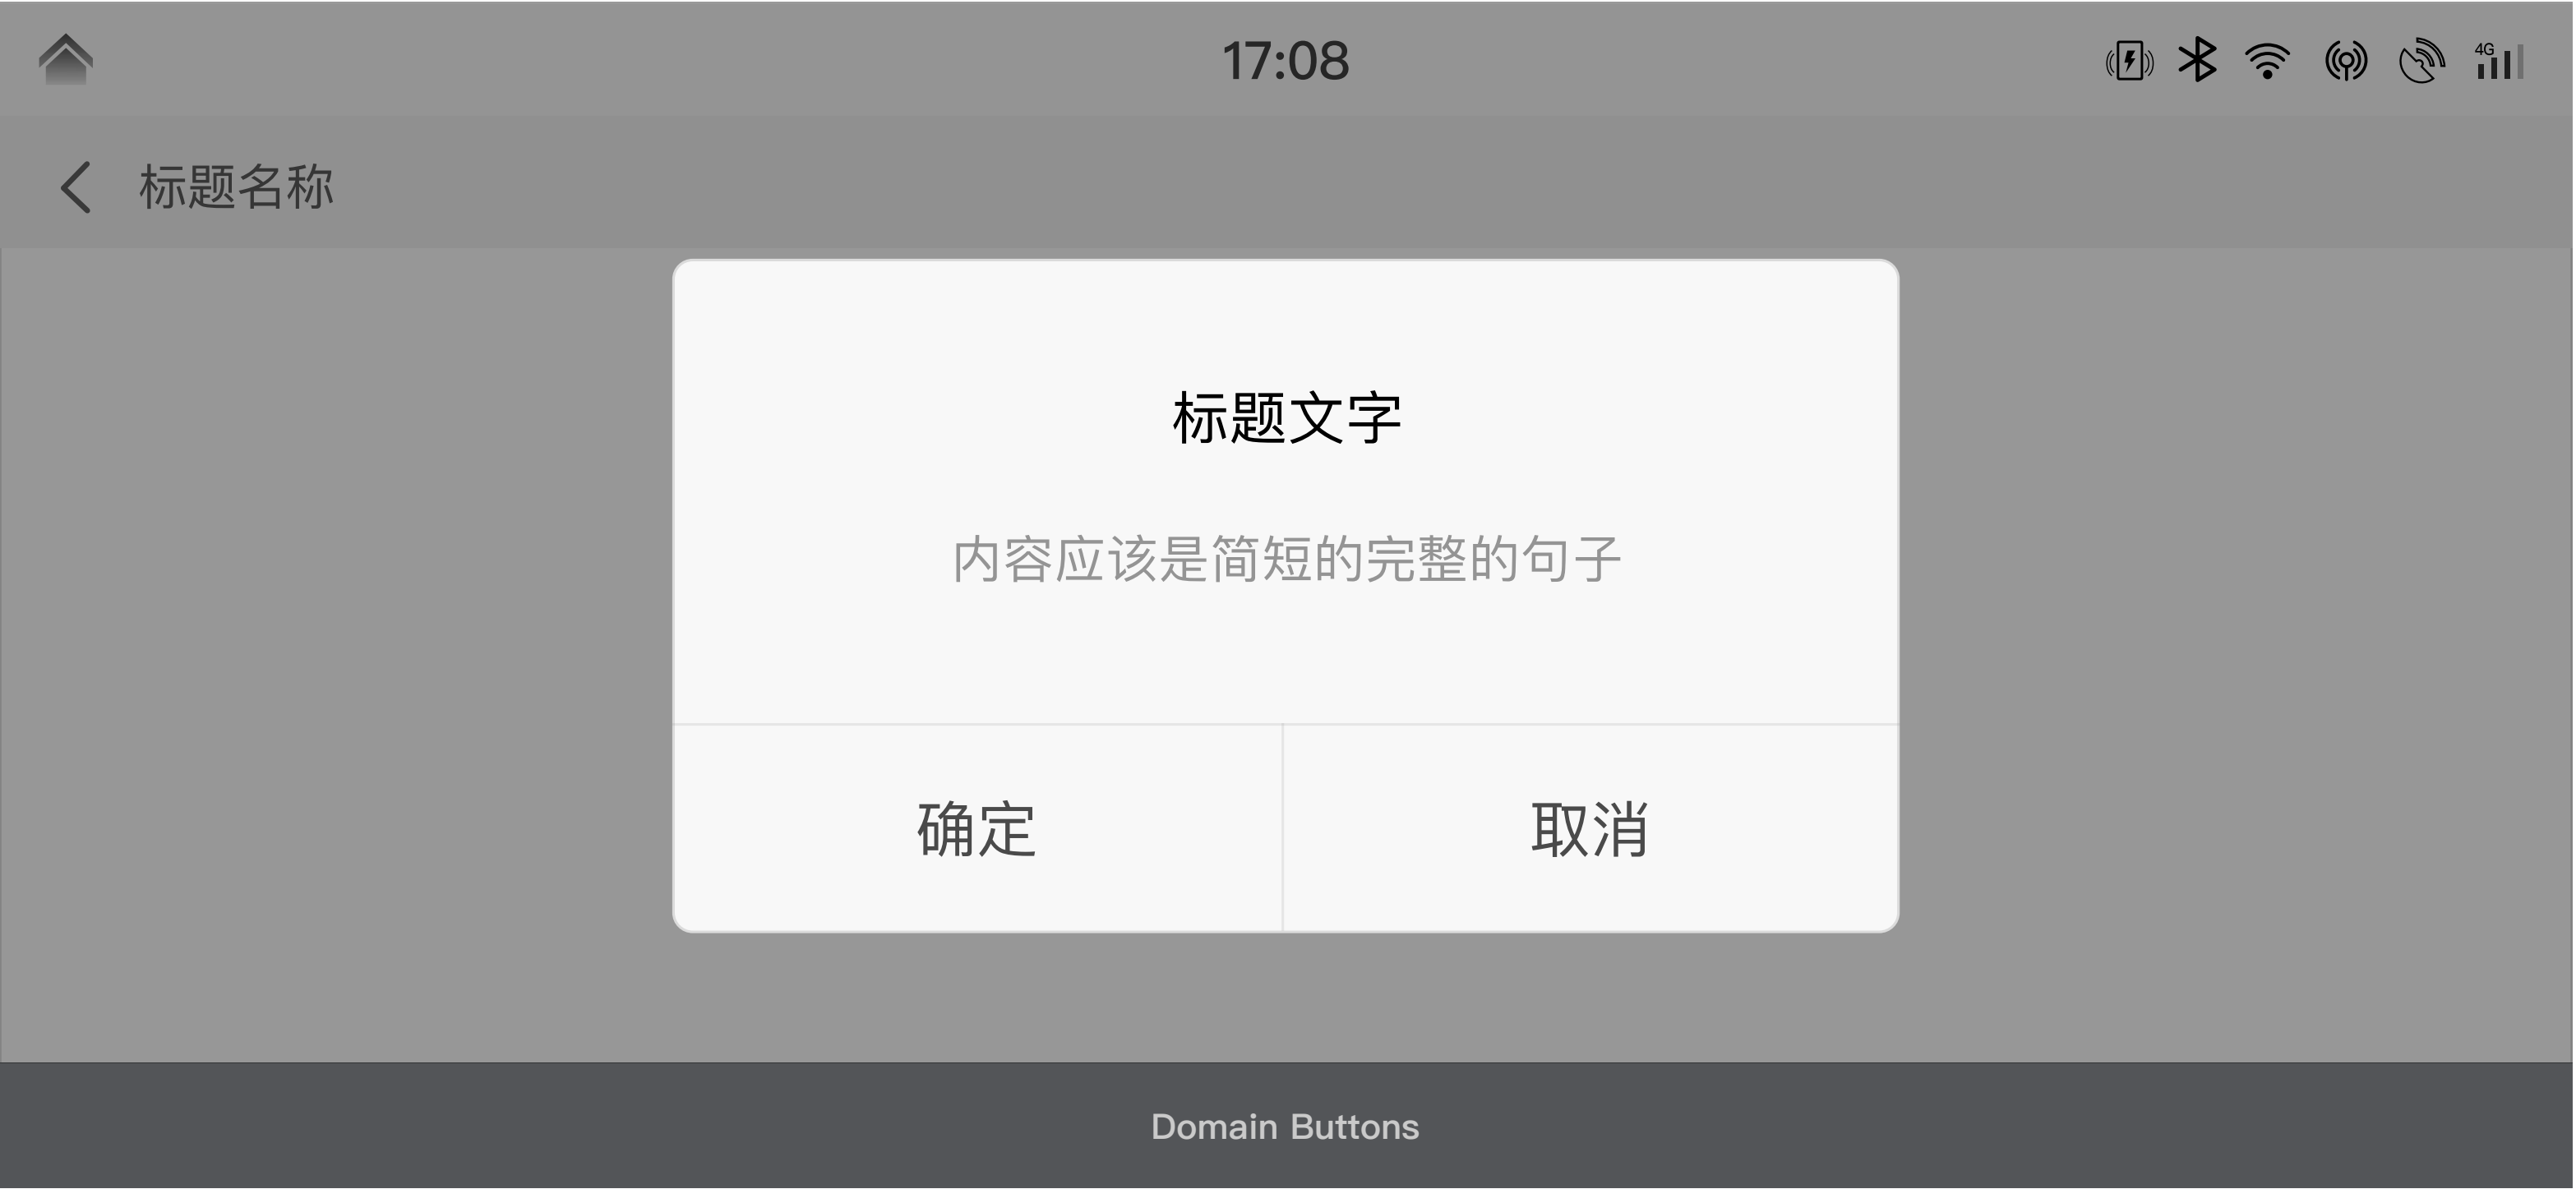 17:08
4G
标题名称
标题文字
内容应该是简短的完整的句子
确定
取消
Domain Buttons